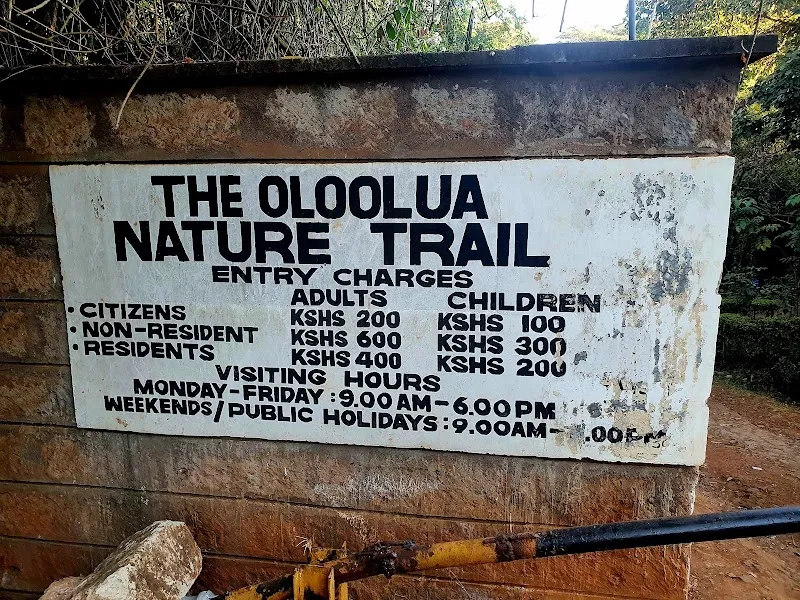 THE OLOOLUA
NATURE TRAIL
ENTRY CHARGES
ADULTS CHILDREN
• CITIZENS KSHS 200 KSHS 100
• NON-RESIDENT KSHS 600 KSHS 300
• RESIDENTS KSHS 400 KSHS 200
VISITING HOURS
MONDAY-FRIDAY : 9.00 AM - 6.00 PM
WEEKENDS/PUBLIC HOLIDAYS : 9.00AM- .00PM